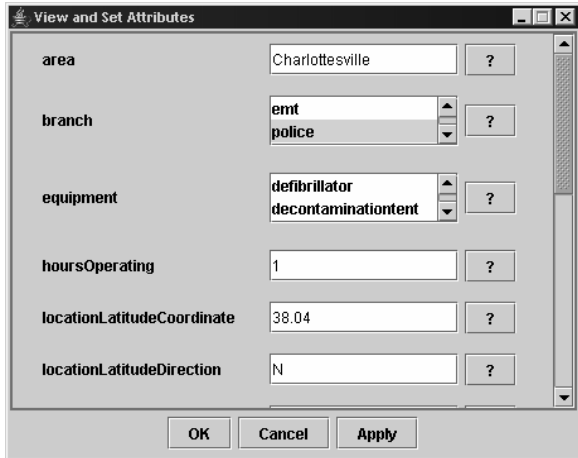 View and Set Attributes
area Charlottesville ?
branch emt police ?
equipment defibrillator decontaminationtent ?
hoursOperating 1 ?
locationLatitudeCoordinate 38.04 ?
locationLatitudeDirection N ?
OK Cancel Apply